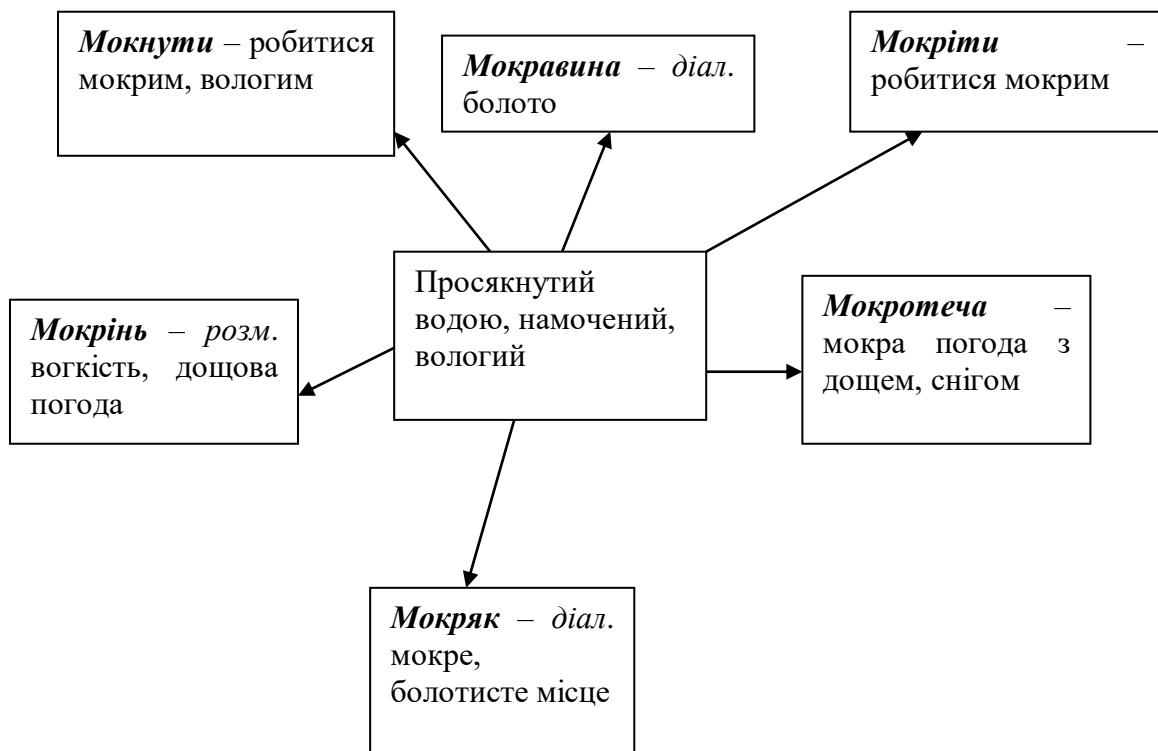 Мокнути – робитися
мокрим, вологим
Мокравина – діал.
болото
Мокріти –
робитися мокрим
Просякнутий
водою, намочений,
вологий
Мокрінь – розм.
вогкість, дощова
погода
Мокротеча –
мокра погода з
дощем, снігом
Мокряк – діал.
мокре,
болотисте місце